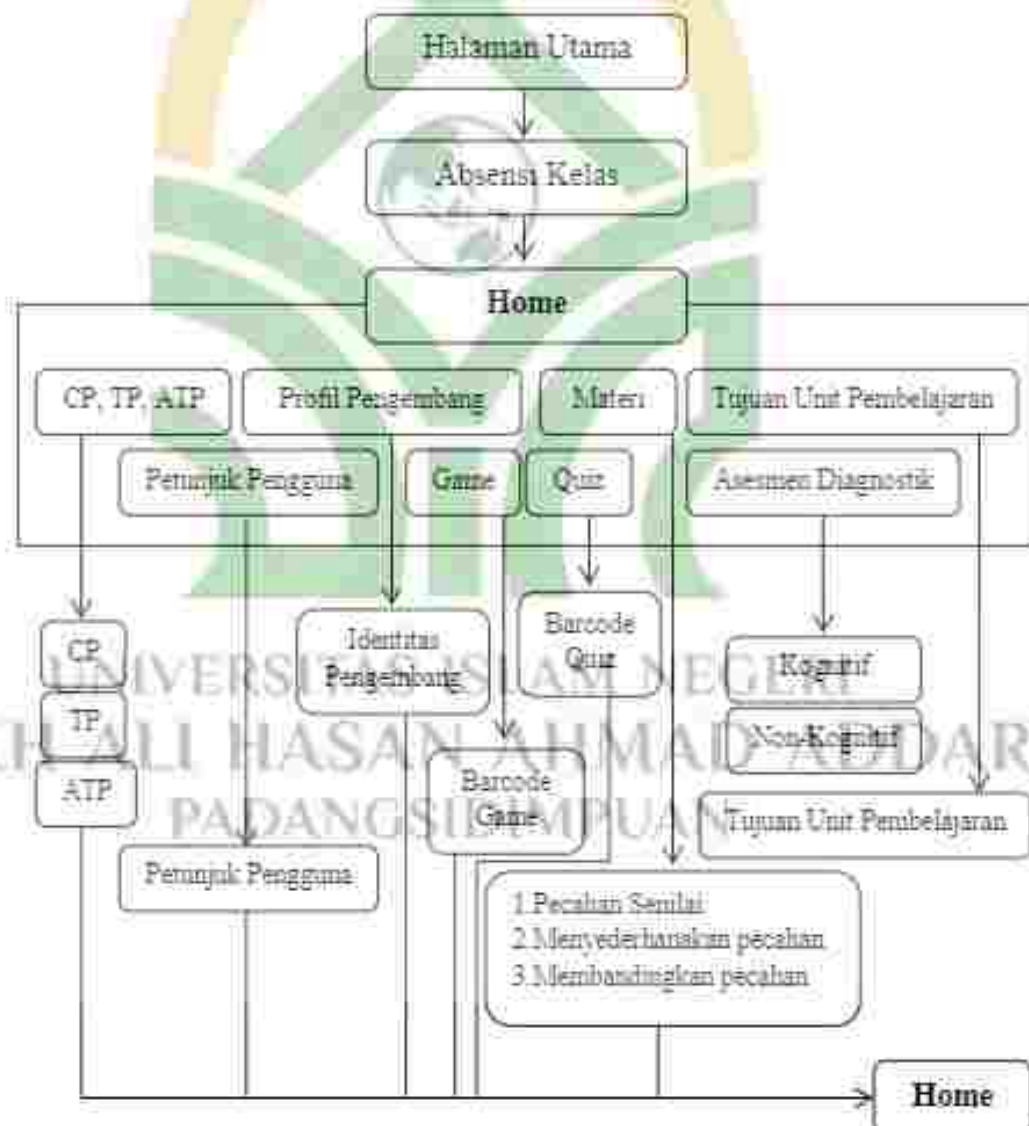 Halaman Utama
Absensi Kelas
Home
CP, TP, ATP
Profil Pengembang
Materi
Tujuan Unit Pembelajaran
Petunjuk Pengguna
Game
Quiz
Asesmen Diagnostik
CP
TP
ATP
Identitas
Pengembang
Barcode
Quiz
Kognitif
Non-Kognitif
Barcode
Game
Tujuan Unit Pembelajaran
Petunjuk Pengguna
1.Pecahan Senilai
2.Menyederhanakan pecahan
3.Membandingkan pecahan
Home
UNIVERSITAS ISLAM NEGERI
H ALI HASAN AHMAD ADDAR
PADANGSIDIMPUAN